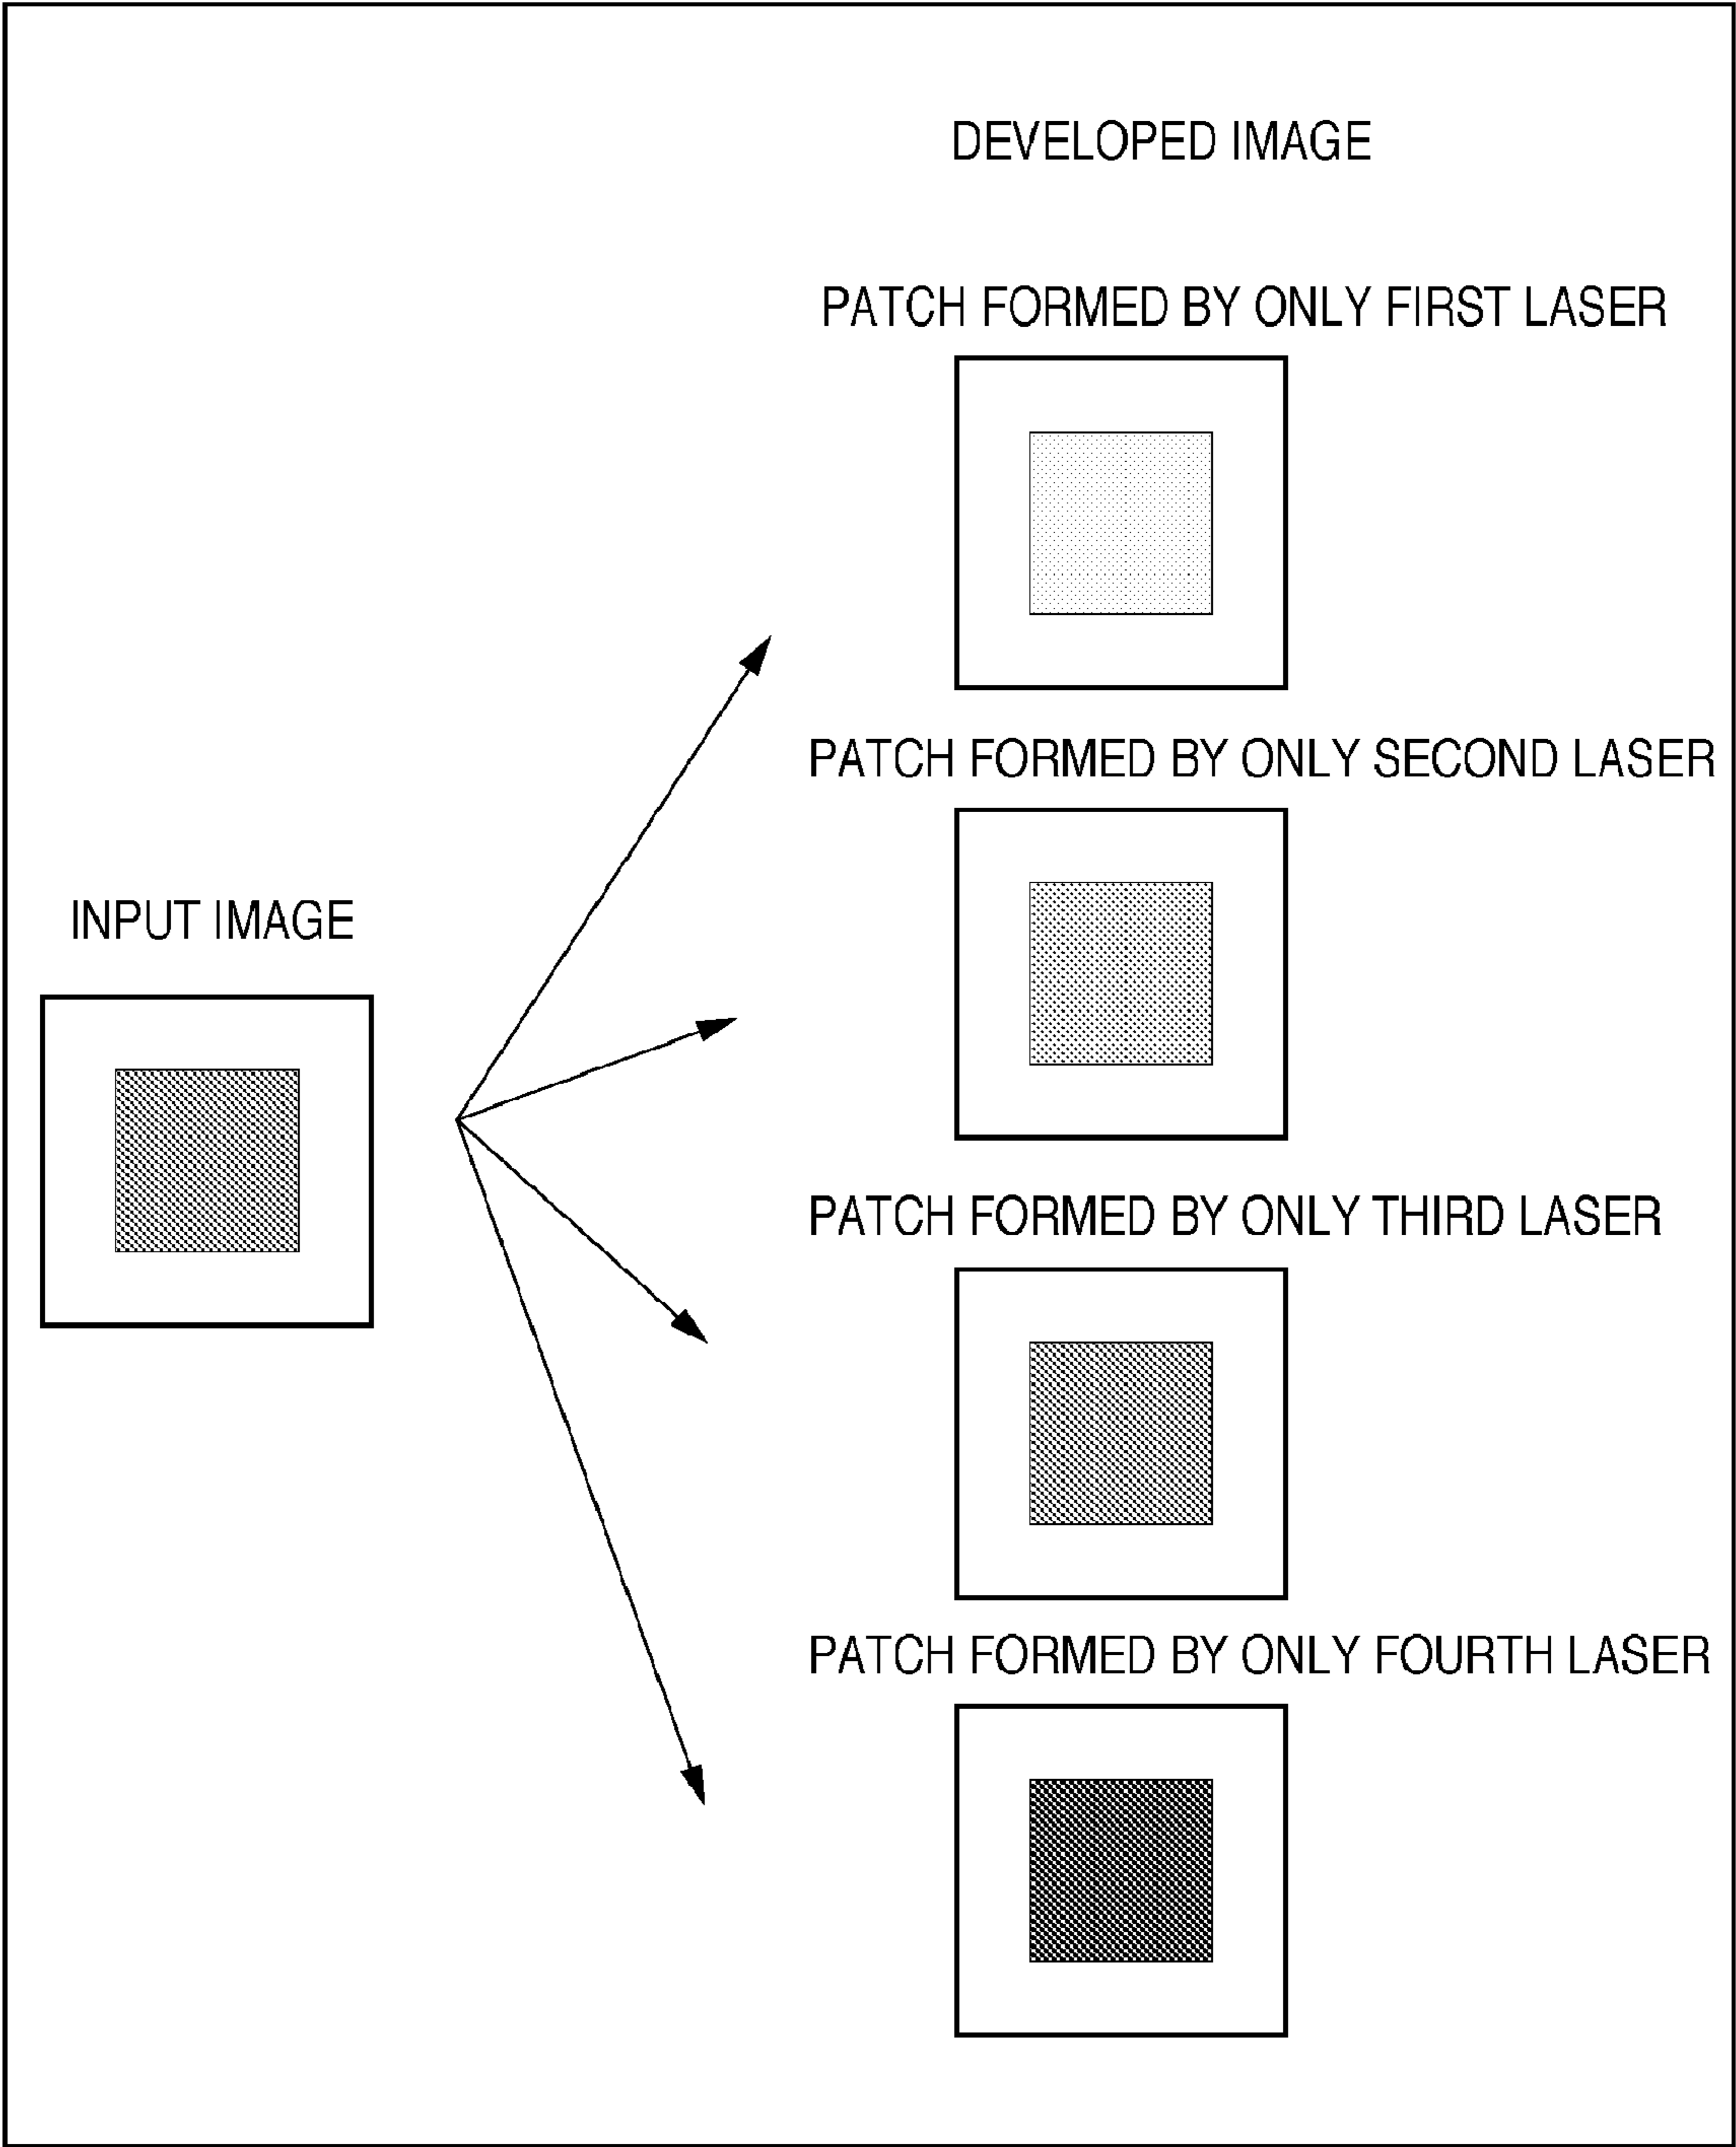 DEVELOPED IMAGE
PATCH FORMED BY ONLY FIRST LASER
PATCH FORMED BY ONLY SECOND LASER
INPUT IMAGE
PATCH FORMED BY ONLY THIRD LASER
PATCH FORMED BY ONLY FOURTH LASER